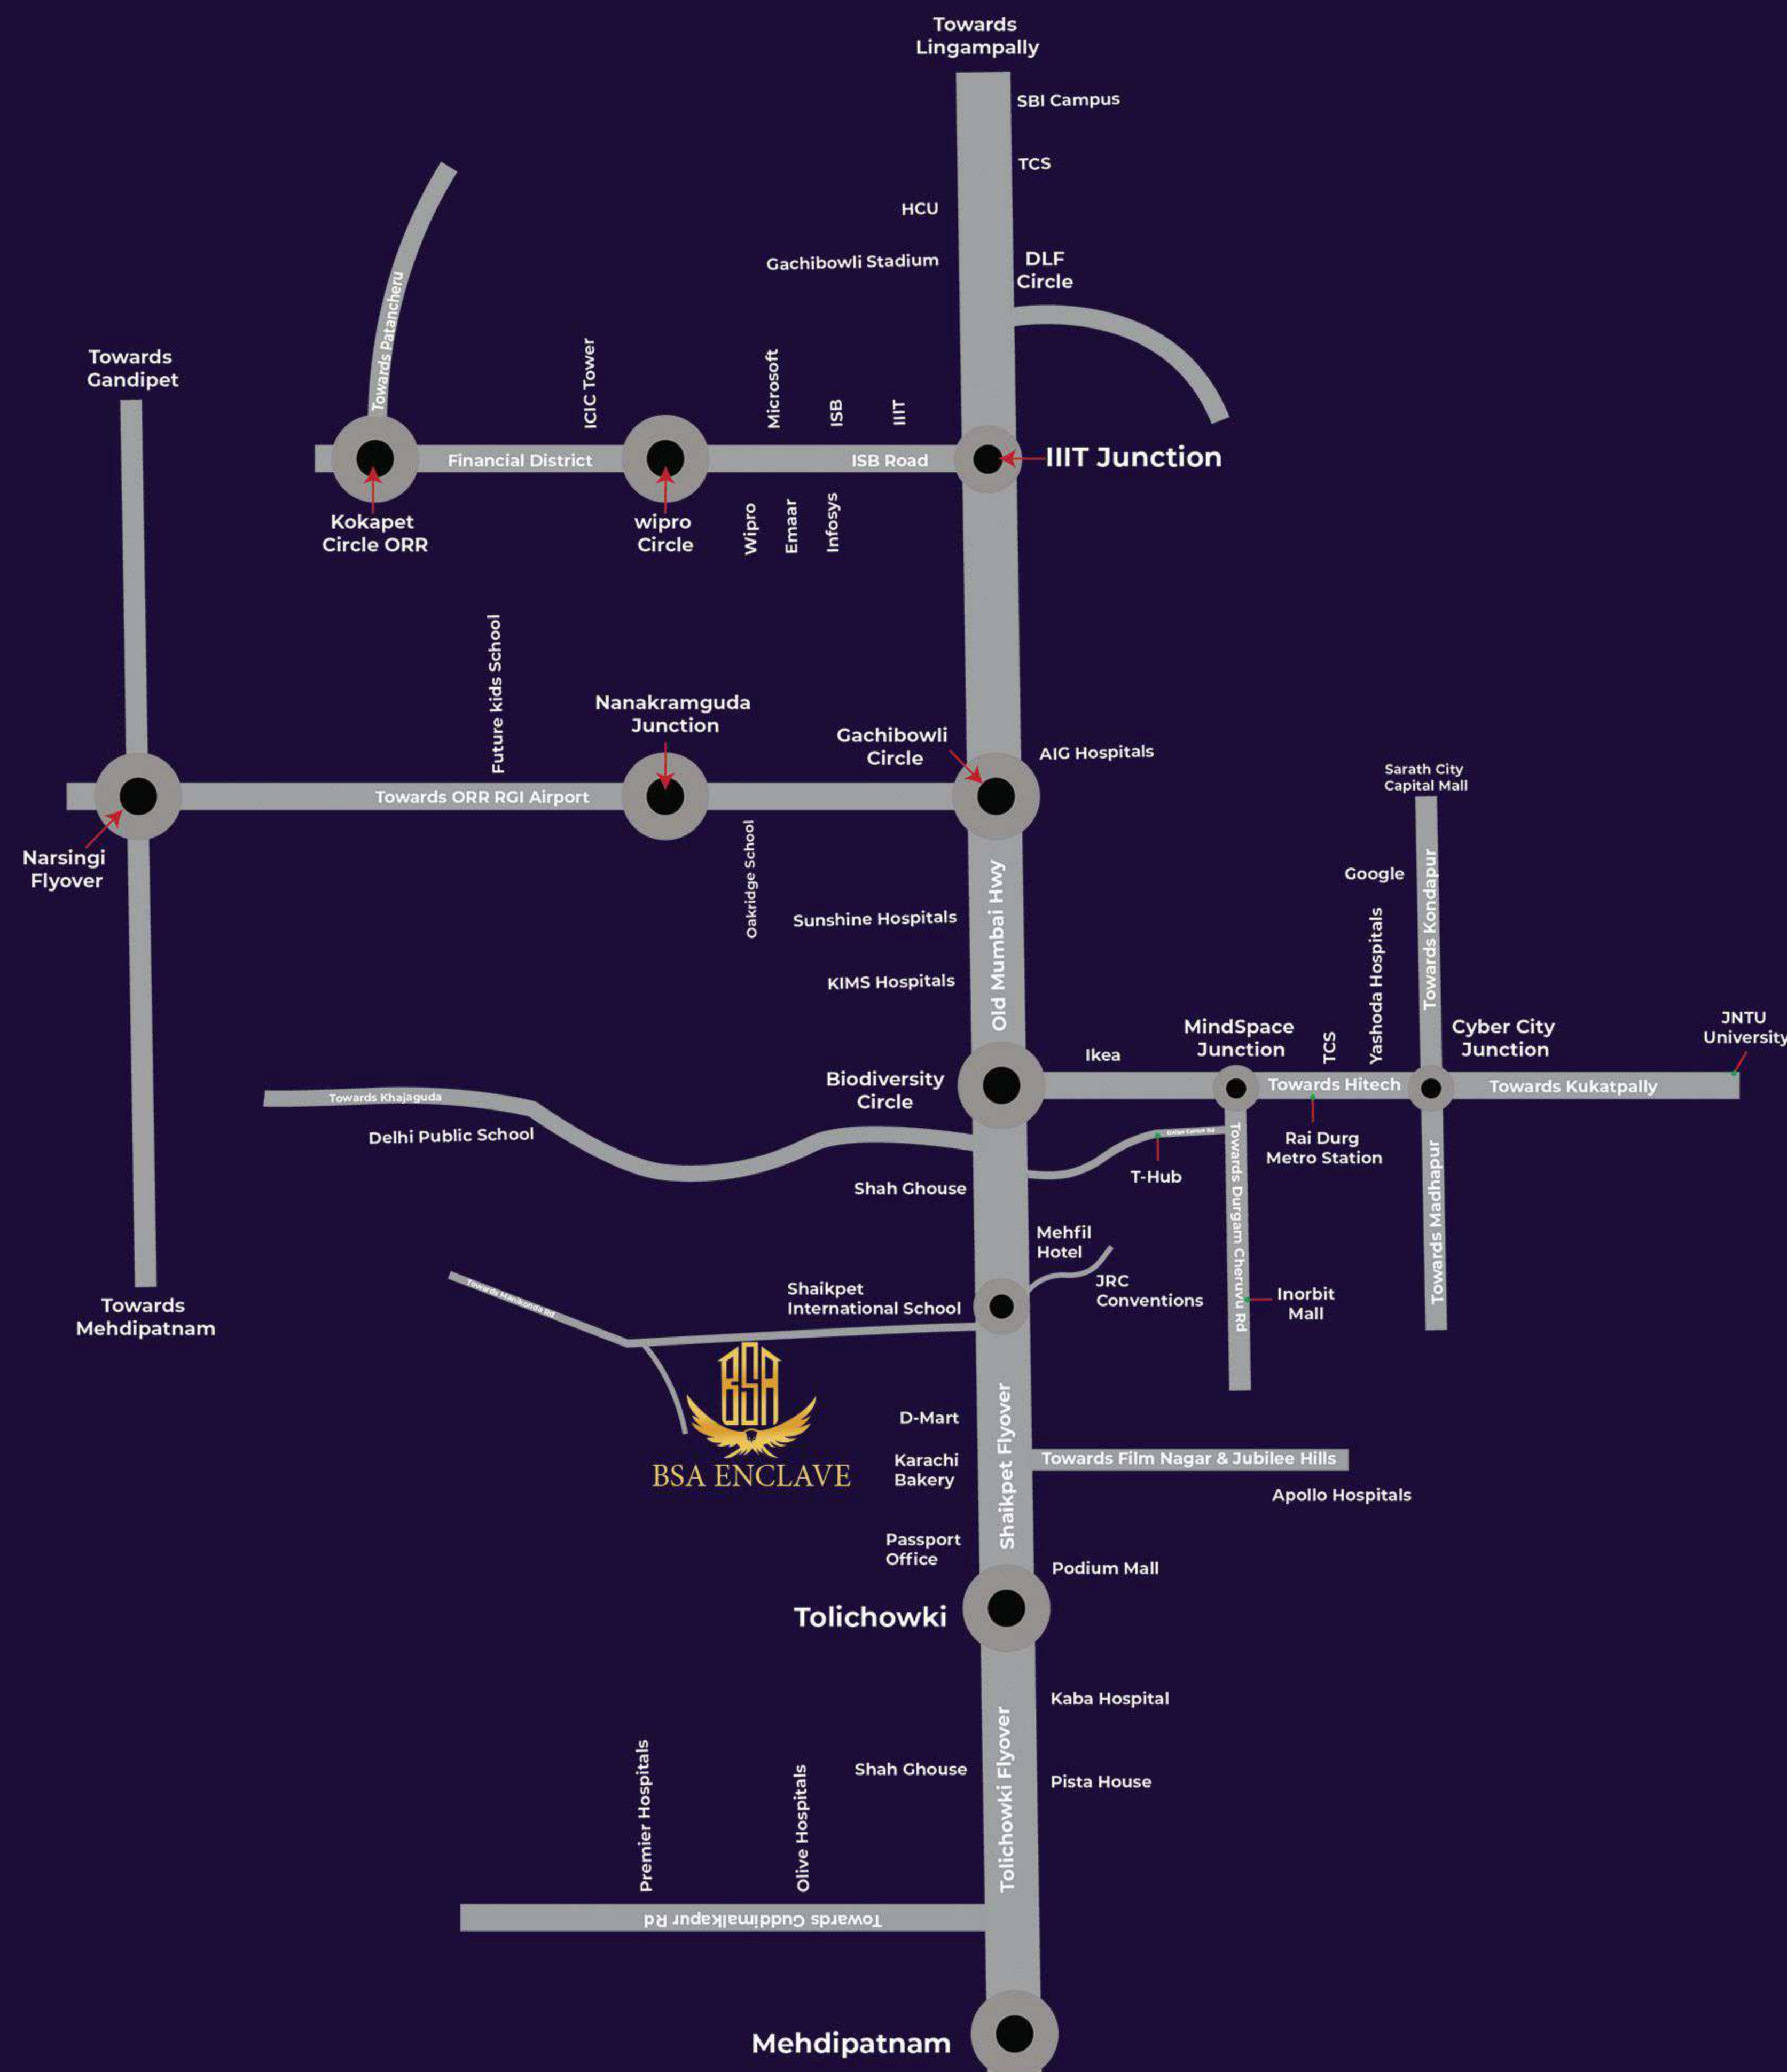 Towards
Lingampally
SBI Campus
TCS
HCU
Gachibowli Stadium
DLF
Circle
Towards Patancheru
Towards
Gandipet
ICIC Tower
Microsoft
ISB
IIIT
Financial District
ISB Road
IIIT Junction
Kokapet
Circle ORR
wipro
Circle
Wipro
Emaar
Infosys
Future kids School
Nanakramguda
Junction
Gachibowli
Circle
AIG Hospitals
Towards ORR RGI Airport
Narsingi
Flyover
Oakridge School
Sunshine Hospitals
KIMS Hospitals
Old Mumbai Hwy
Sarath City
Capital Mall
Google
Towards Kondapur
Yashoda Hospitals
TCS
MindSpace
Junction
Cyber City
Junction
JNTU
University
Ikea
Biodiversity
Circle
Towards Hitech
Towards Kukatpally
Towards Khajaguda
Delhi Public School
Rai Durg
Metro Station
T-Hub
Shah Ghouse
Towards Durgam Cheruvu Rd
Towards Madhapur
Mehfil
Hotel
JRC
Conventions
Inorbit
Mall
Shaikpet
International School
Towards Manikonda Rd
Towards
Mehdipatnam
BSA
BSA ENCLAVE
D-Mart
Karachi
Bakery
Shaikpet Flyover
Towards Film Nagar & Jubilee Hills
Apollo Hospitals
Passport
Office
Podium Mall
Tolichowki
Kaba Hospital
Shah Ghouse
Pista House
Tolichowki Flyover
Premier Hospitals
Olive Hospitals
Towards Guddimalkapur Rd
Mehdipatnam